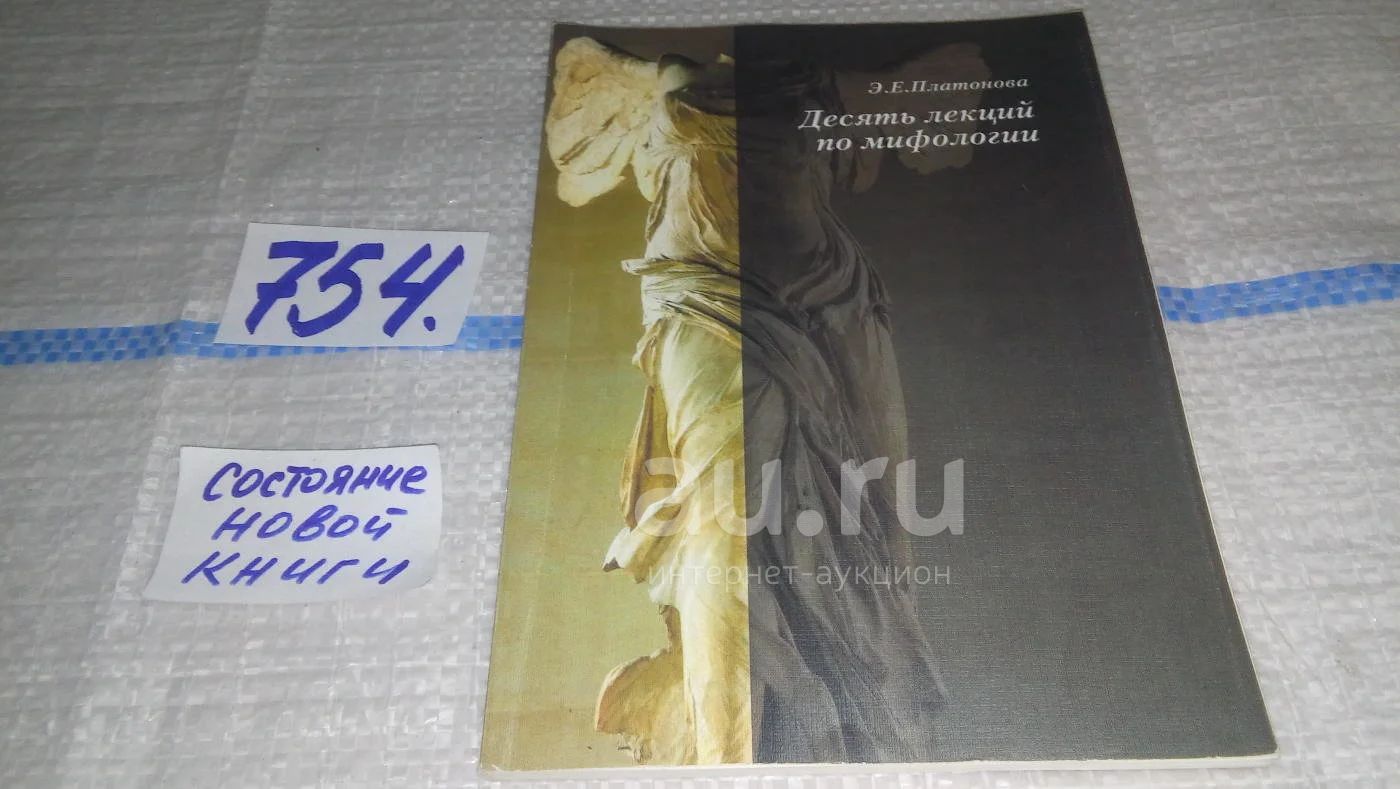 Э.Е.Платонова
Десять лекций
по мифологии
754.
состояние
новой
книги
au.ru
интернет-аукцион